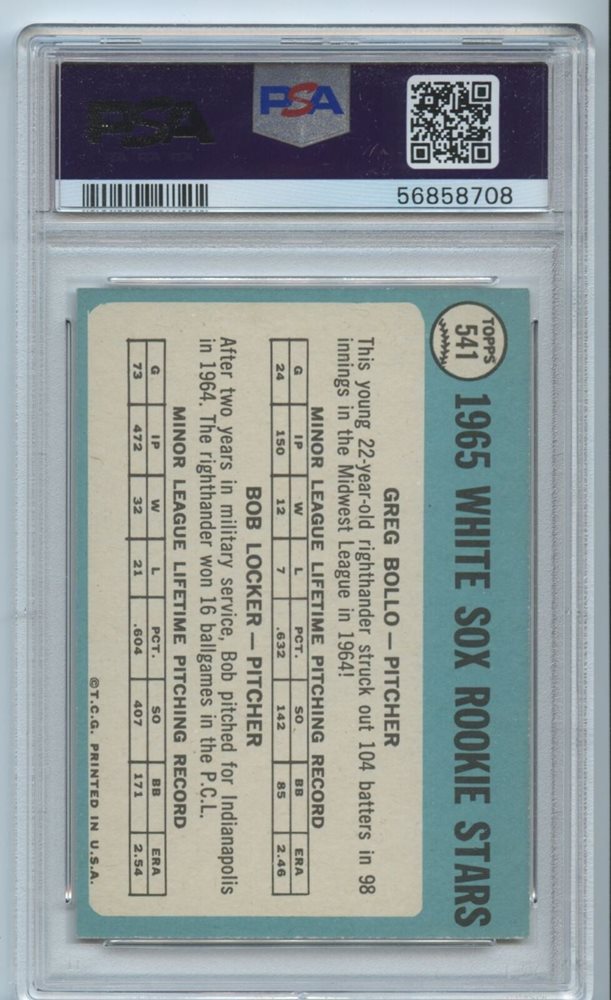 PSA
PSA
56858708
TOPPS
541
1965 WHITE SOX ROOKIE STARS
GREG BOLLO — PITCHER
This young 22-year-old righthander struck out 104 batters in 98
innings in the Midwest League in 1964!
MINOR LEAGUE LIFETIME PITCHING RECORD
G IP W L PCT. SO BB ERA
24 150 12 7 .632 142 85 2.46
BOB LOCKER — PITCHER
After two years in military service, Bob pitched for Indianapolis
in 1964. The righthander won 16 ballgames in the P.C.L.
MINOR LEAGUE LIFETIME PITCHING RECORD
G IP W L PCT. SO BB ERA
73 472 32 21 .604 407 171 2.54
©T.C.G. PRINTED IN U.S.A.